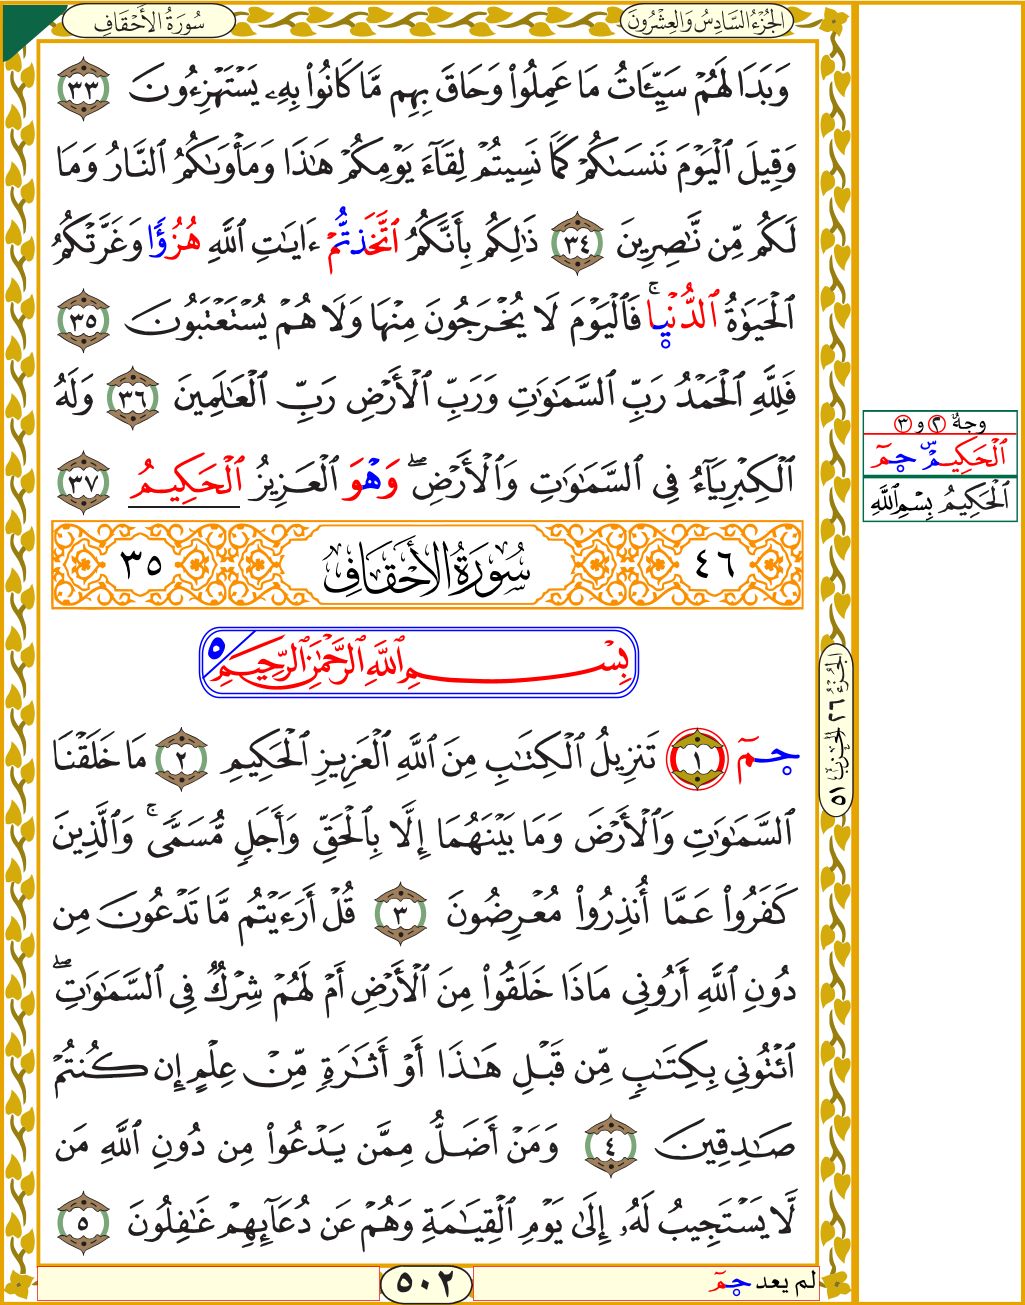 سُورَةُ الأَحْقَافِ
الجُزْءُ السَّادِسُ وَالعِشْرُونَ
وَبَدَا لَهُمْ سَيِّـَٔاتُ مَا عَمِلُوا۟ وَحَاقَ بِهِم مَّا كَانُوا۟ بِهِۦ يَسْتَهْزِءُونَ ٣٣
وَقِيلَ ٱلْيَوْمَ نَنسَىٰكُمْ كَمَا نَسِيتُمْ لِقَآءَ يَوْمِكُمْ هَـٰذَا وَمَأْوَىٰكُمُ ٱلنَّارُ وَمَا
لَكُم مِّن نَّـٰصِرِينَ ٣٤ ذَٰلِكُم بِأَنَّكُمُ ٱتَّخَذتُّمْ ءَايَـٰتِ ٱللَّهِ هُزُؤًا وَغَرَّتْكُمُ
ٱلْحَيَوٰةُ ٱلدُّنْيَا ۚ فَٱلْيَوْمَ لَا يُخْرَجُونَ مِنْهَا وَلَا هُمْ يُسْتَعْتَبُونَ ٣٥
فَلِلَّهِ ٱلْحَمْدُ رَبِّ ٱلسَّمَـٰوَٰتِ وَرَبِّ ٱلْأَرْضِ رَبِّ ٱلْعَـٰلَمِينَ ٣٦ وَلَهُ
ٱلْكِبْرِيَآءُ فِى ٱلسَّمَـٰوَٰتِ وَٱلْأَرْضِ ۖ وَهْوَ ٱلْعَزِيزُ ٱلْحَكِيمُ ٣٧
وجهٌ ٢ و ٣
ٱلْحَكِيمُ حٓمٓ
ٱلْحَكِيمُ بِسْمِ ٱللَّهِ
٤٦ سُورَةُ الأَحْقَافِ ٣٥
بِسْمِ ٱللَّهِ ٱلرَّحْمَـٰنِ ٱلرَّحِيمِ ٥
حٓمٓ ١ تَنزِيلُ ٱلْكِتَـٰبِ مِنَ ٱللَّهِ ٱلْعَزِيزِ ٱلْحَكِيمِ ٢ مَا خَلَقْنَا
ٱلسَّمَـٰوَٰتِ وَٱلْأَرْضَ وَمَا بَيْنَهُمَآ إِلَّا بِٱلْحَقِّ وَأَجَلٍ مُّسَمًّى ۚ وَٱلَّذِينَ
كَفَرُوا۟ عَمَّآ أُنذِرُوا۟ مُعْرِضُونَ ٣ قُلْ أَرَءَيْتُم مَّا تَدْعُونَ مِن
دُونِ ٱللَّهِ أَرُونِى مَاذَا خَلَقُوا۟ مِنَ ٱلْأَرْضِ أَمْ لَهُمْ شِرْكٌ فِى ٱلسَّمَـٰوَٰتِ ۖ
ٱئْتُونِى بِكِتَـٰبٍ مِّن قَبْلِ هَـٰذَآ أَوْ أَثَـٰرَةٍ مِّنْ عِلْمٍ إِن كُنتُمْ
صَـٰدِقِينَ ٤ وَمَنْ أَضَلُّ مِمَّن يَدْعُوا۟ مِن دُونِ ٱللَّهِ مَن
لَّا يَسْتَجِيبُ لَهُۥٓ إِلَىٰ يَوْمِ ٱلْقِيَـٰمَةِ وَهُمْ عَن دُعَآئِهِمْ غَـٰفِلُونَ ٥
الجُزْءُ ٢٦ الحِزْبُ ٥١
لم يعد حٓمٓ
٥٠٢